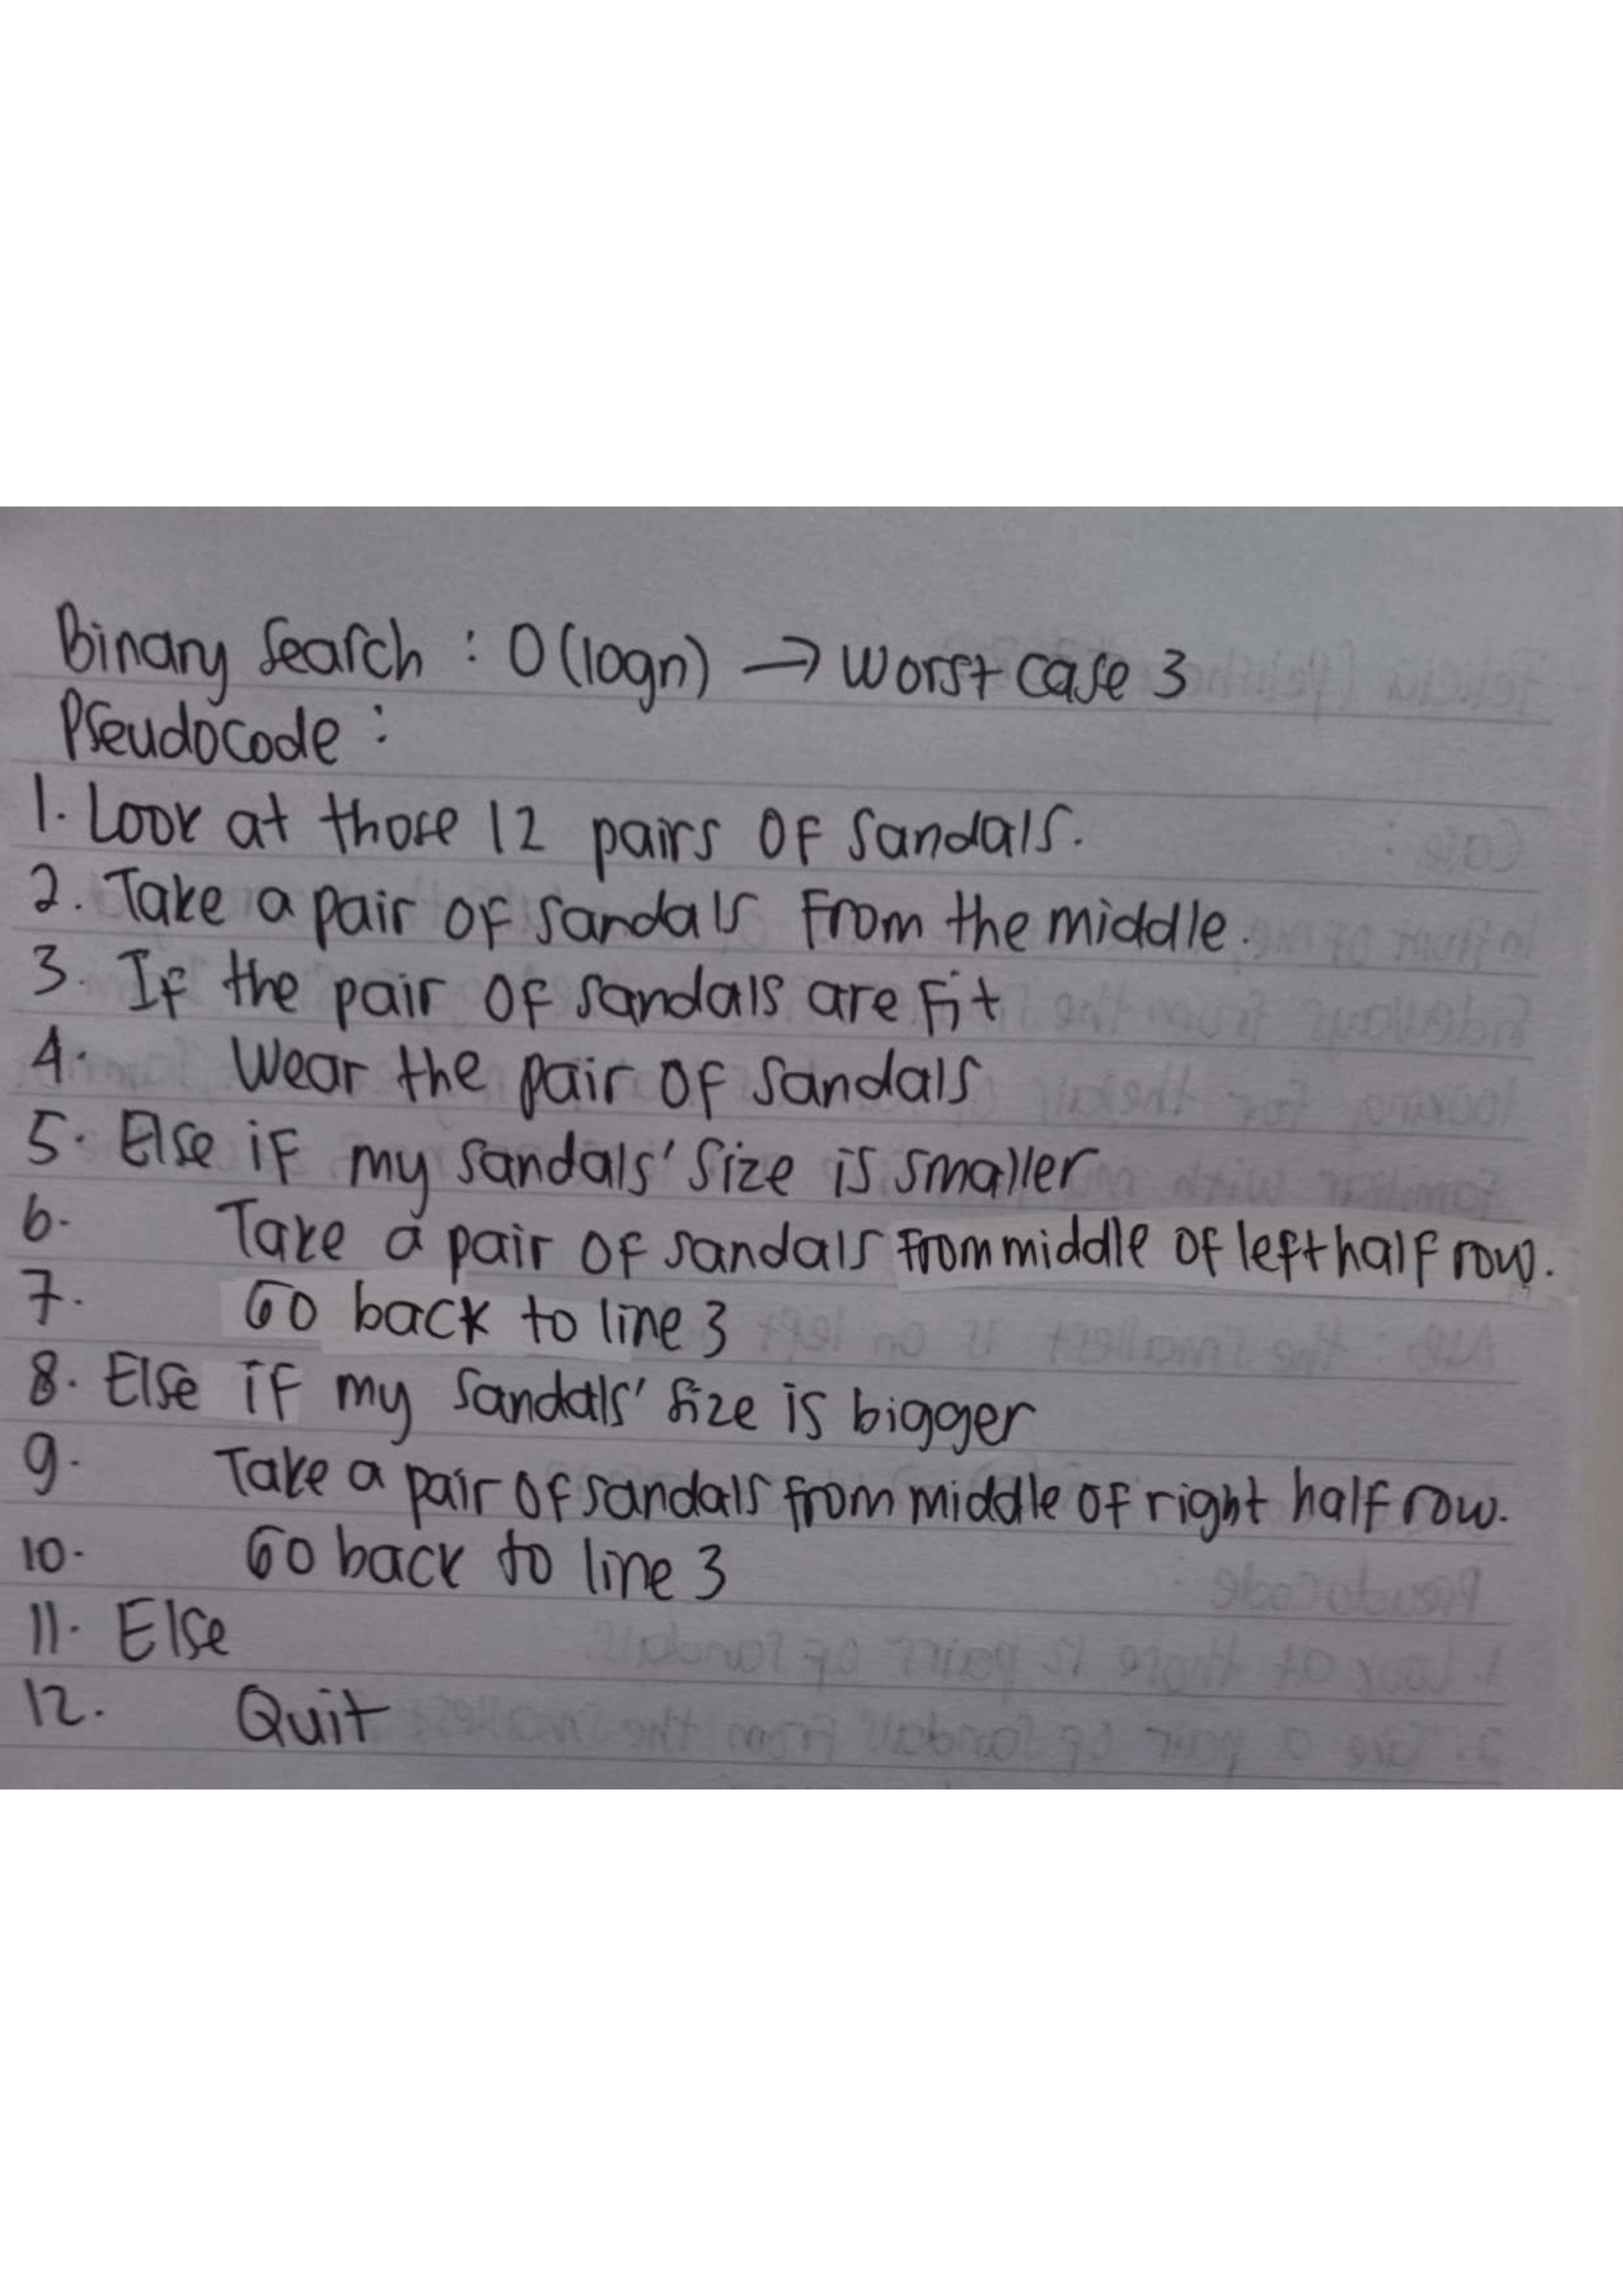 Binary Search : O(logn) → Worst case 3
Pseudocode :
1. Look at those 12 pairs of sandals.
2. Take a pair of sandals from the middle.
3. If the pair of sandals are fit
4. Wear the pair of sandals
5. Else if my sandals' size is smaller
6. Take a pair of sandals from middle of left half row.
7. Go back to line 3
8. Else if my sandals' size is bigger
9. Take a pair of sandals from middle of right half row.
10. Go back to line 3
11. Else
12. Quit